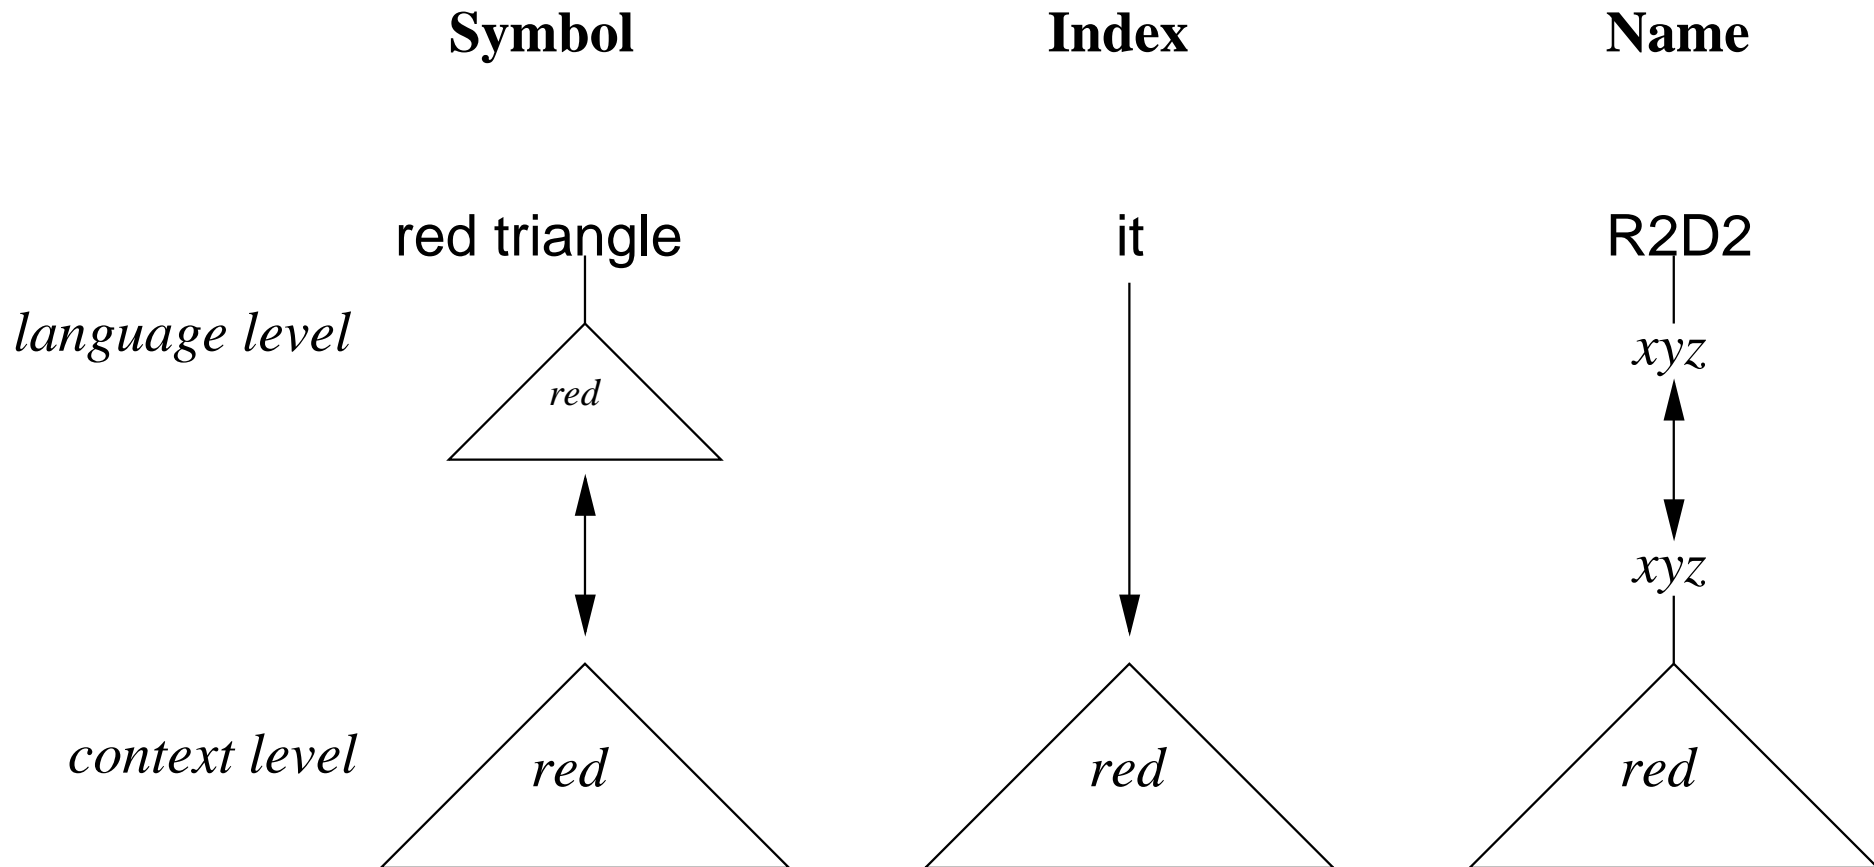 Symbol Index Name
red triangle it R2D2
language level xyz
red
xyz
context level red red red